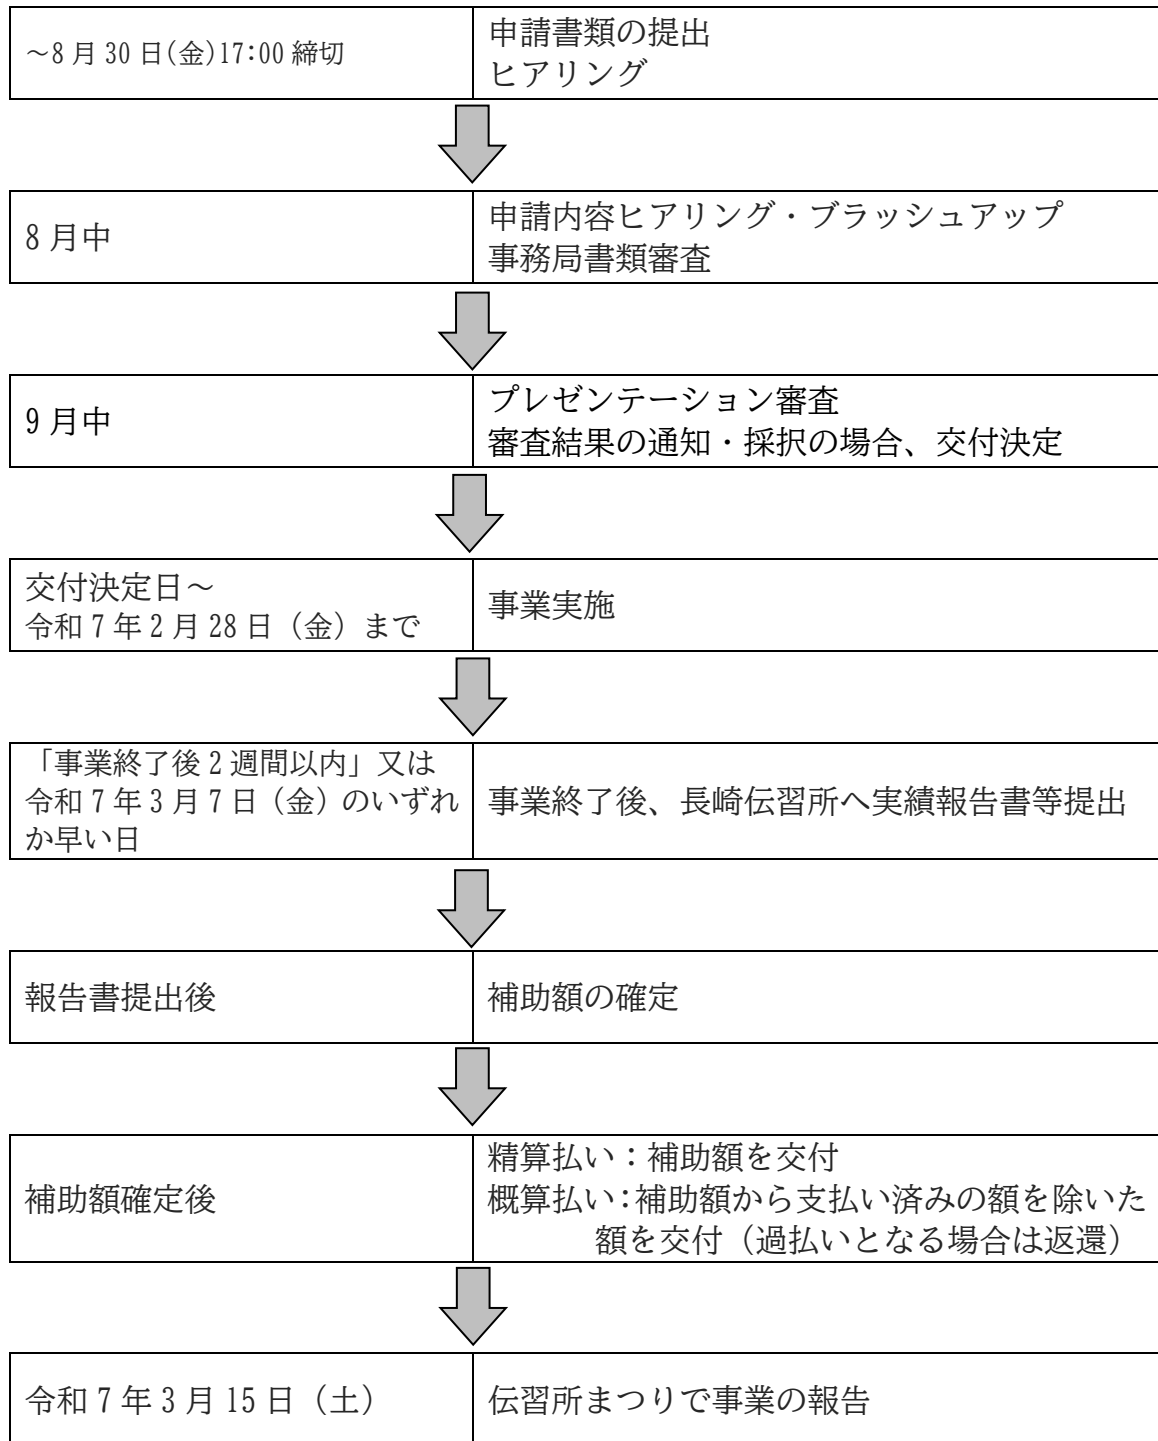 ～8月30日(金)17:00締切
申請書類の提出
ヒアリング
8月中
申請内容ヒアリング・ブラッシュアップ
事務局書類審査
9月中
プレゼンテーション審査
審査結果の通知・採択の場合、交付決定
交付決定日～
令和7年2月28日（金）まで
事業実施
「事業終了後2週間以内」又は
令和7年3月7日（金）のいずれ
か早い日
事業終了後、長崎伝習所へ実績報告書等提出
報告書提出後
補助額の確定
補助額確定後
精算払い：補助額を交付
概算払い：補助額から支払い済みの額を除いた
額を交付（過払いとなる場合は返還）
令和7年3月15日（土）
伝習所まつりで事業の報告